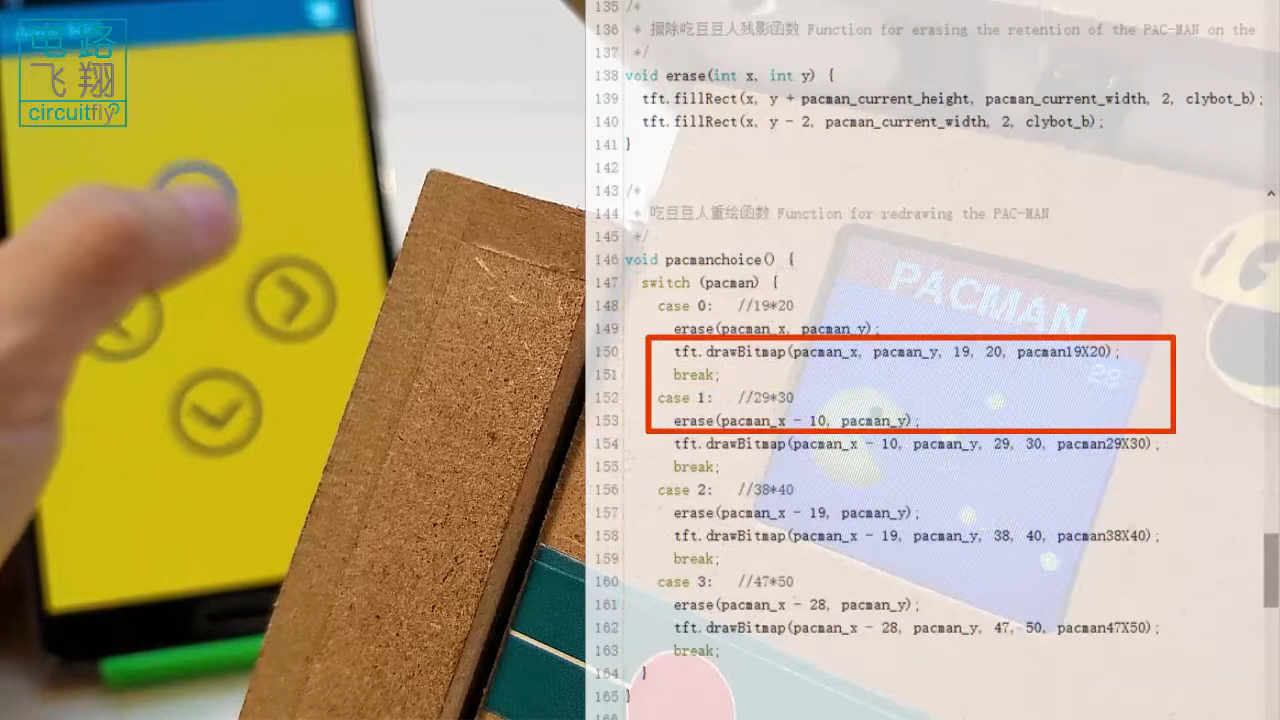 电路
飞翔
circuitfly
135 /*
136 * 擦除吃豆豆人残影函数 Function for erasing the retention of the PAC-MAN on the
137 */
138 void erase(int x, int y) {
139 tft.fillRect(x, y + pacman_current_height, pacman_current_width, 2, clybot_b);
140 tft.fillRect(x, y - 2, pacman_current_width, 2, clybot_b);
141 }
142
143 /*
144 * 吃豆豆人重绘函数 Function for redrawing the PAC-MAN
145 */
146 void pacmanchoice() {
147 switch (pacman) {
148 case 0: //19*20
149 erase(pacman_x, pacman_y);
150 tft.drawBitmap(pacman_x, pacman_y, 19, 20, pacman19X20);
151 break;
152 case 1: //29*30
153 erase(pacman_x - 10, pacman_y);
154 tft.drawBitmap(pacman_x - 10, pacman_y, 29, 30, pacman29X30);
155 break;
156 case 2: //38*40
157 erase(pacman_x - 19, pacman_y);
158 tft.drawBitmap(pacman_x - 19, pacman_y, 38, 40, pacman38X40);
159 break;
160 case 3: //47*50
161 erase(pacman_x - 28, pacman_y);
162 tft.drawBitmap(pacman_x - 28, pacman_y, 47, 50, pacman47X50);
163 break;
164 }
165 }
PACMAN
28